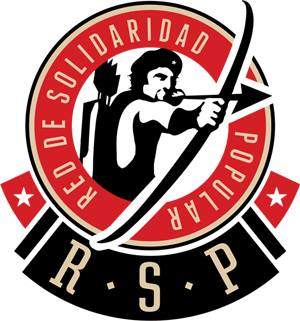 RED DE SOLIDARIDAD POPULAR
R·S·P